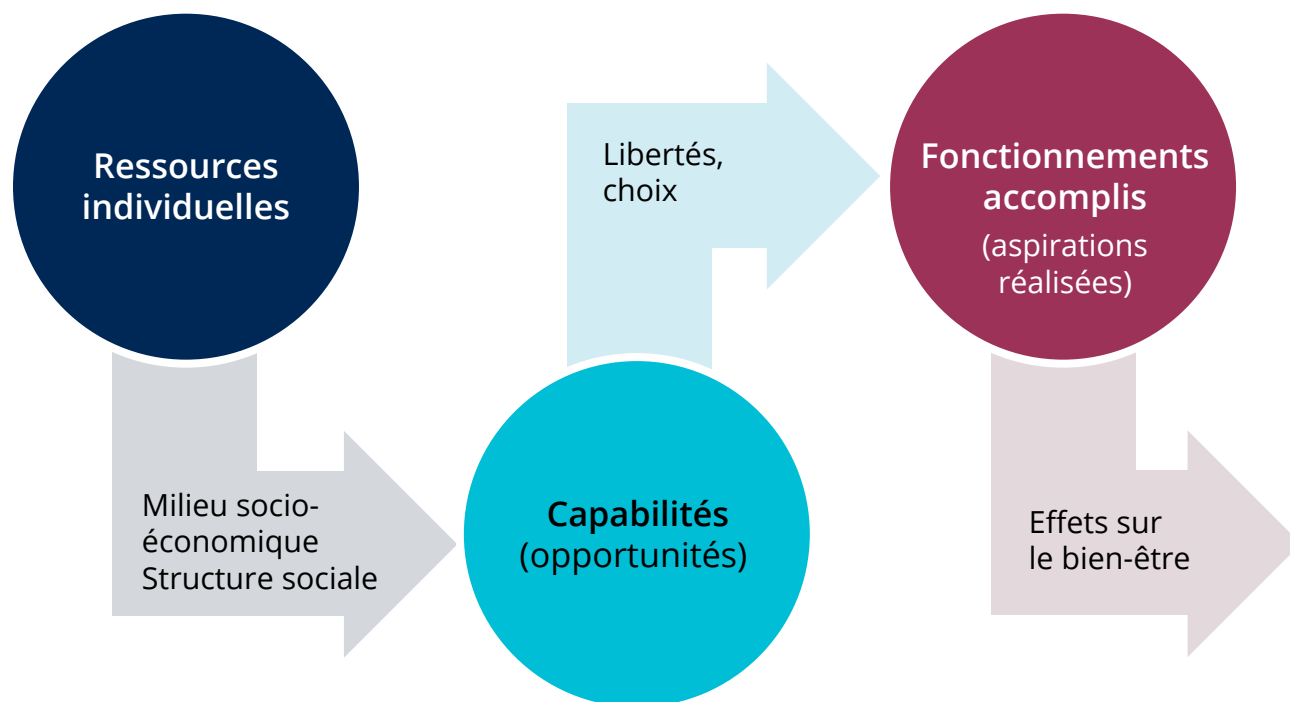 Ressources
individuelles
Milieu socio-
économique
Structure sociale
Capabilités
(opportunités)
Libertés,
choix
Fonctionnements
accomplis
(aspirations
réalisées)
Effets sur
le bien-être